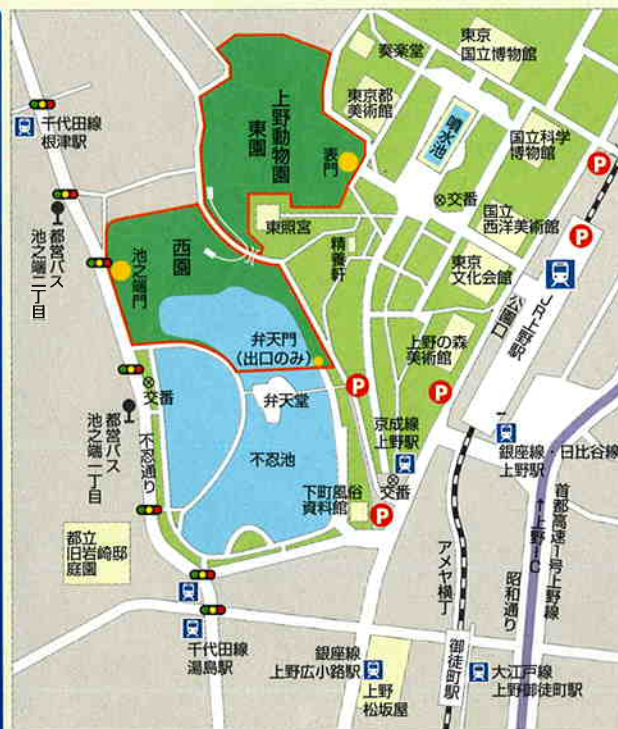 奏楽堂
東京
国立博物館
東京都
美術館
上野動物園
東園
噴水池
千代田線
根津駅
表門
国立科学
博物館
P
交番
都営バス
池之端二丁目
西園
東照宮
国立
西洋美術館
P
池之端門
精養軒
東京
文化会館
JR上野駅
公園口
弁天門
(出口のみ)
上野の森
美術館
P
P
交番
弁天堂
都営バス
池之端一丁目
不忍通り
不忍池
京成線
上野駅
銀座線・日比谷線
上野駅
下町風俗
資料館
交番
P
首都高速1号上野線
↑上野IC
昭和通り
都立
旧岩崎邸
庭園
アメヤ横丁
千代田線
湯島駅
銀座線
上野広小路駅
上野
松坂屋
御徒町駅
大江戸線
上野御徒町駅